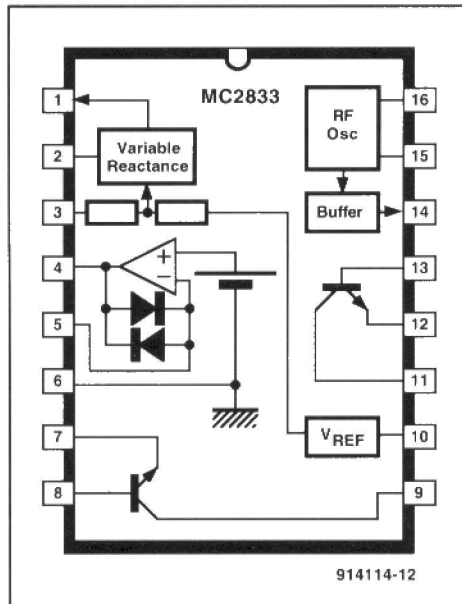 MC2833
1
2
3
4
5
6
7
8
16
15
14
13
12
11
10
9
Variable
Reactance
RF
Osc
Buffer
+
−
VREF
914114-12